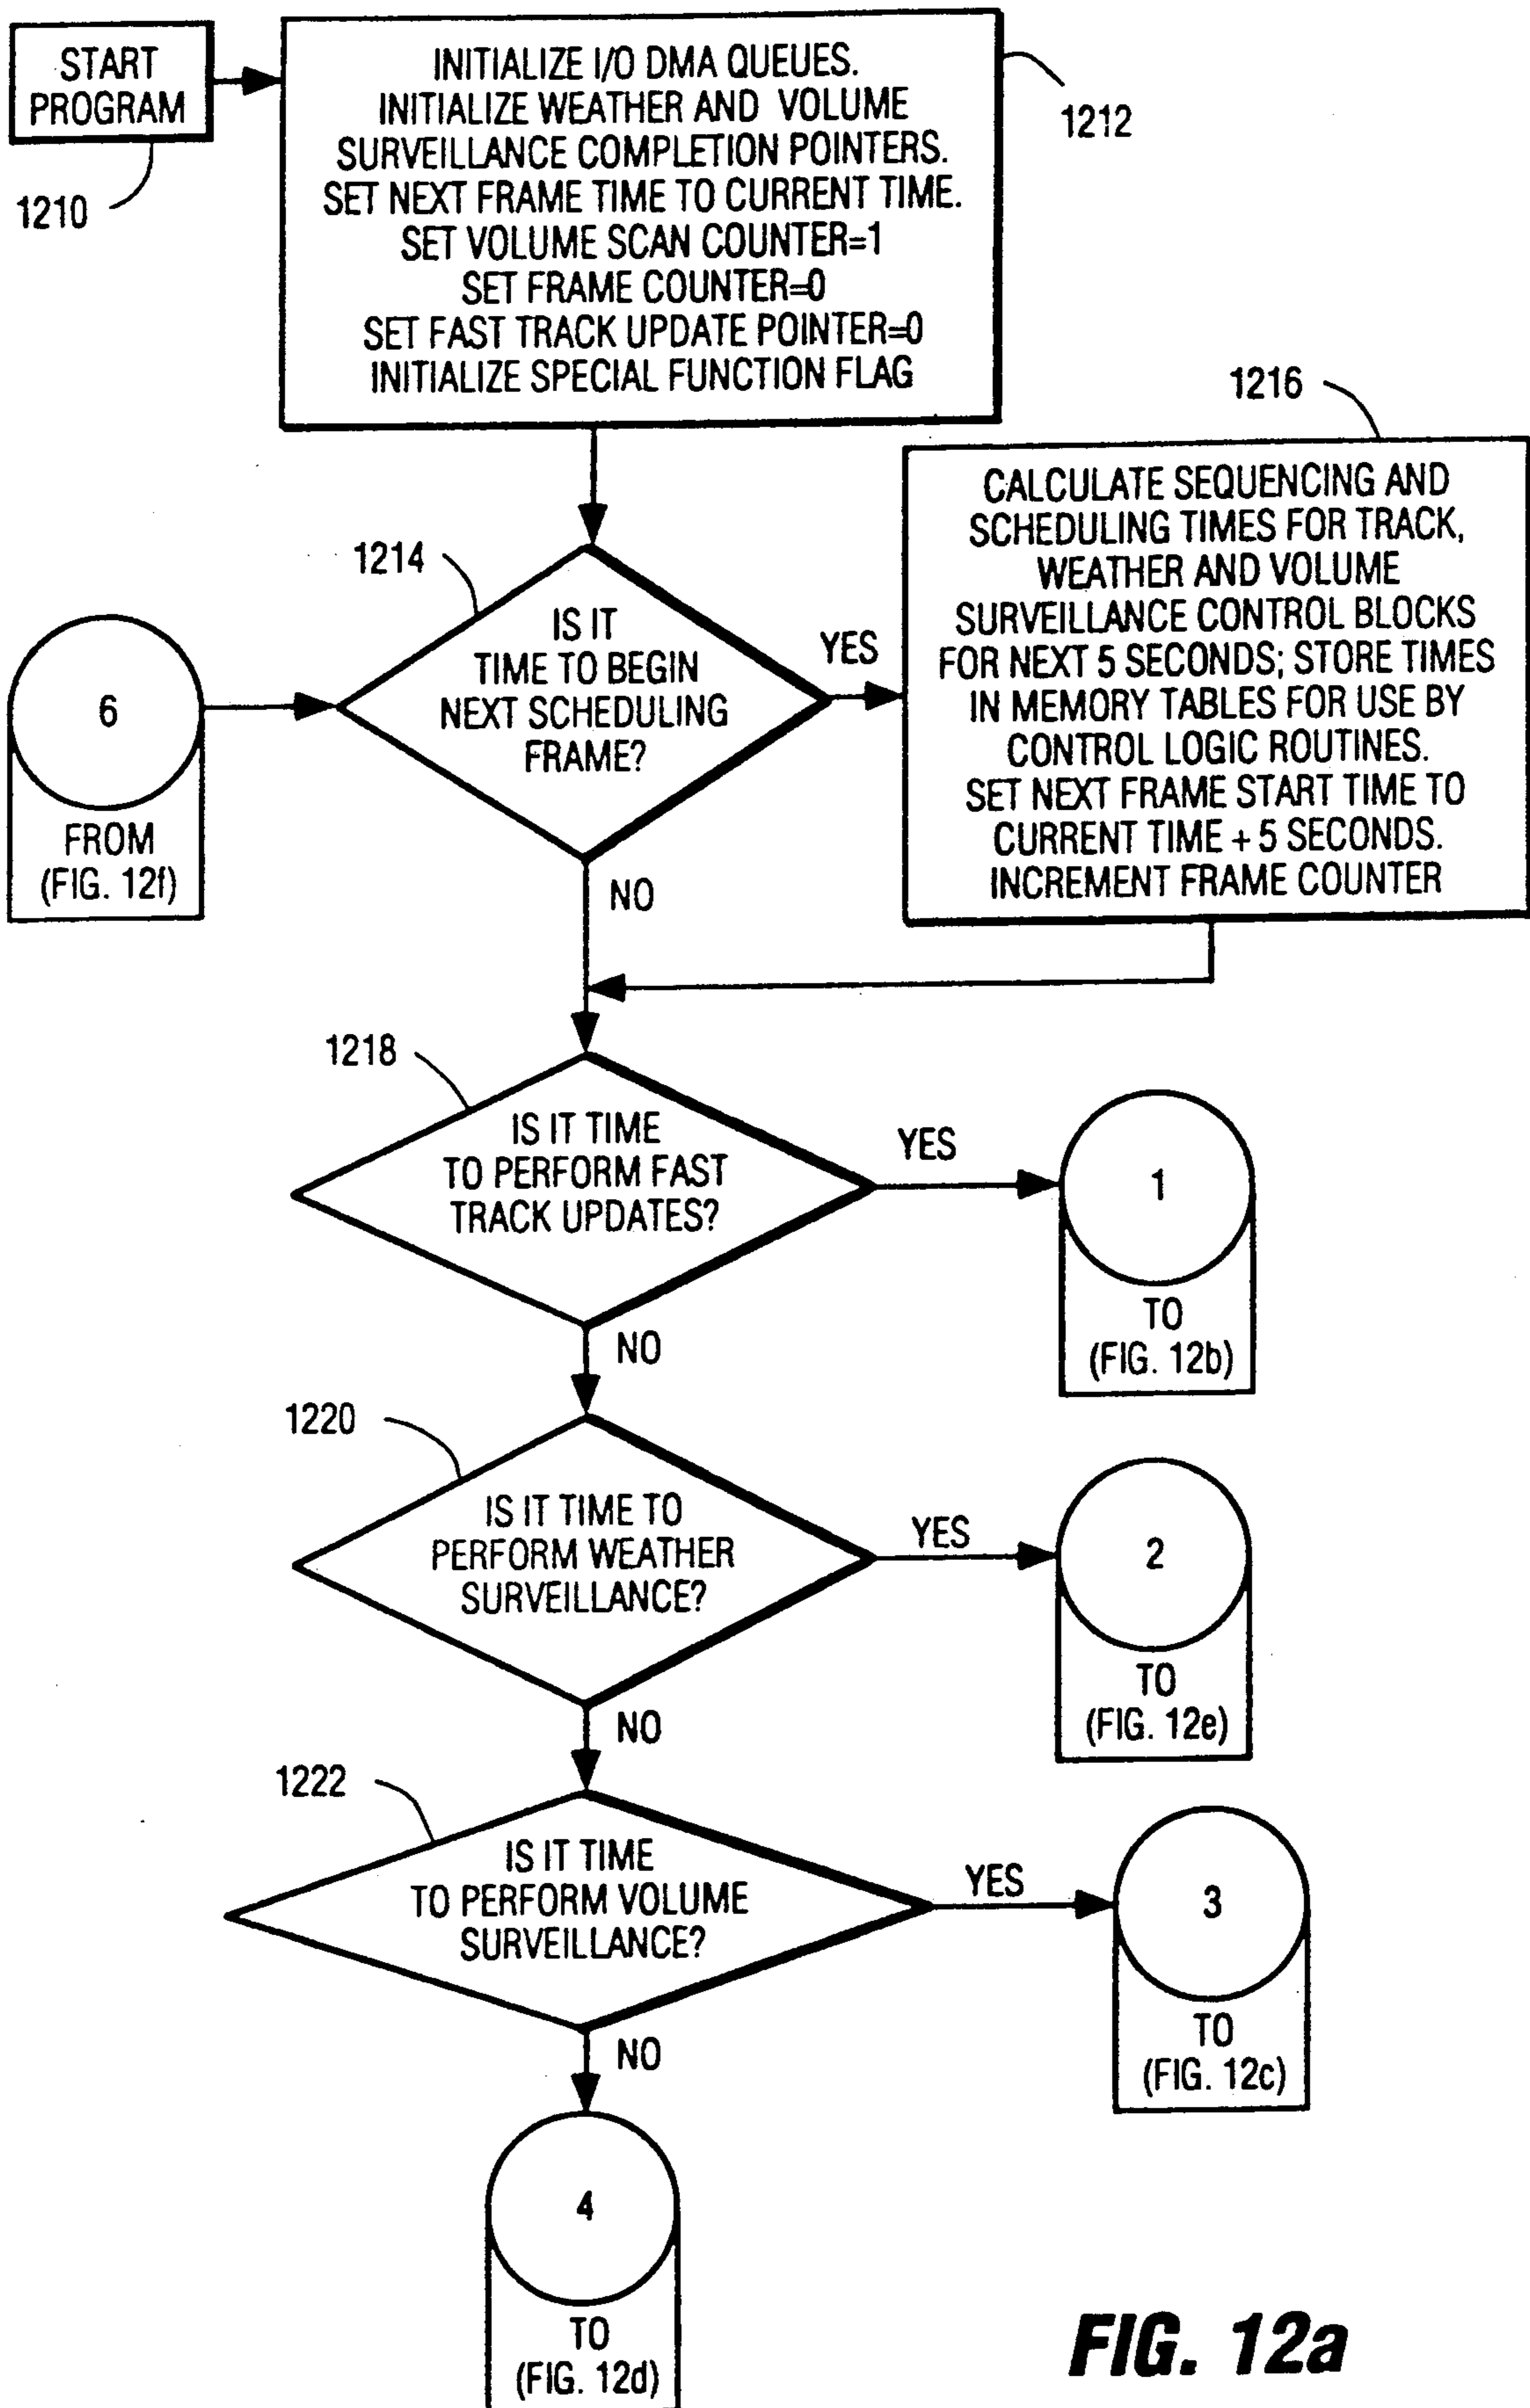 START
PROGRAM
1210
INITIALIZE I/O DMA QUEUES.
INITIALIZE WEATHER AND VOLUME
SURVEILLANCE COMPLETION POINTERS.
SET NEXT FRAME TIME TO CURRENT TIME.
SET VOLUME SCAN COUNTER=1
SET FRAME COUNTER=0
SET FAST TRACK UPDATE POINTER=0
INITIALIZE SPECIAL FUNCTION FLAG
1212
1214
IS IT
TIME TO BEGIN
NEXT SCHEDULING
FRAME?
YES
NO
6
FROM
(FIG. 12f)
1216
CALCULATE SEQUENCING AND
SCHEDULING TIMES FOR TRACK,
WEATHER AND VOLUME
SURVEILLANCE CONTROL BLOCKS
FOR NEXT 5 SECONDS; STORE TIMES
IN MEMORY TABLES FOR USE BY
CONTROL LOGIC ROUTINES.
SET NEXT FRAME START TIME TO
CURRENT TIME + 5 SECONDS.
INCREMENT FRAME COUNTER
1218
IS IT TIME
TO PERFORM FAST
TRACK UPDATES?
YES
1
TO
(FIG. 12b)
NO
1220
IS IT TIME TO
PERFORM WEATHER
SURVEILLANCE?
YES
2
TO
(FIG. 12e)
NO
1222
IS IT TIME
TO PERFORM VOLUME
SURVEILLANCE?
YES
3
TO
(FIG. 12c)
NO
4
TO
(FIG. 12d)
FIG. 12a